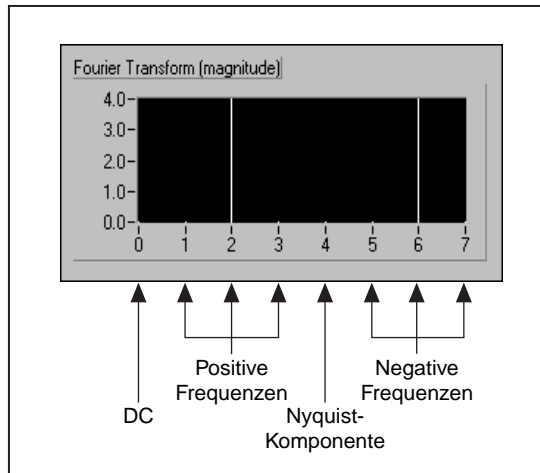 Fourier Transform (magnitude)
4.0
3.0
2.0
1.0
0.0
0 1 2 3 4 5 6 7
Positive
Frequenzen
Negative
Frequenzen
DC
Nyquist-
Komponente